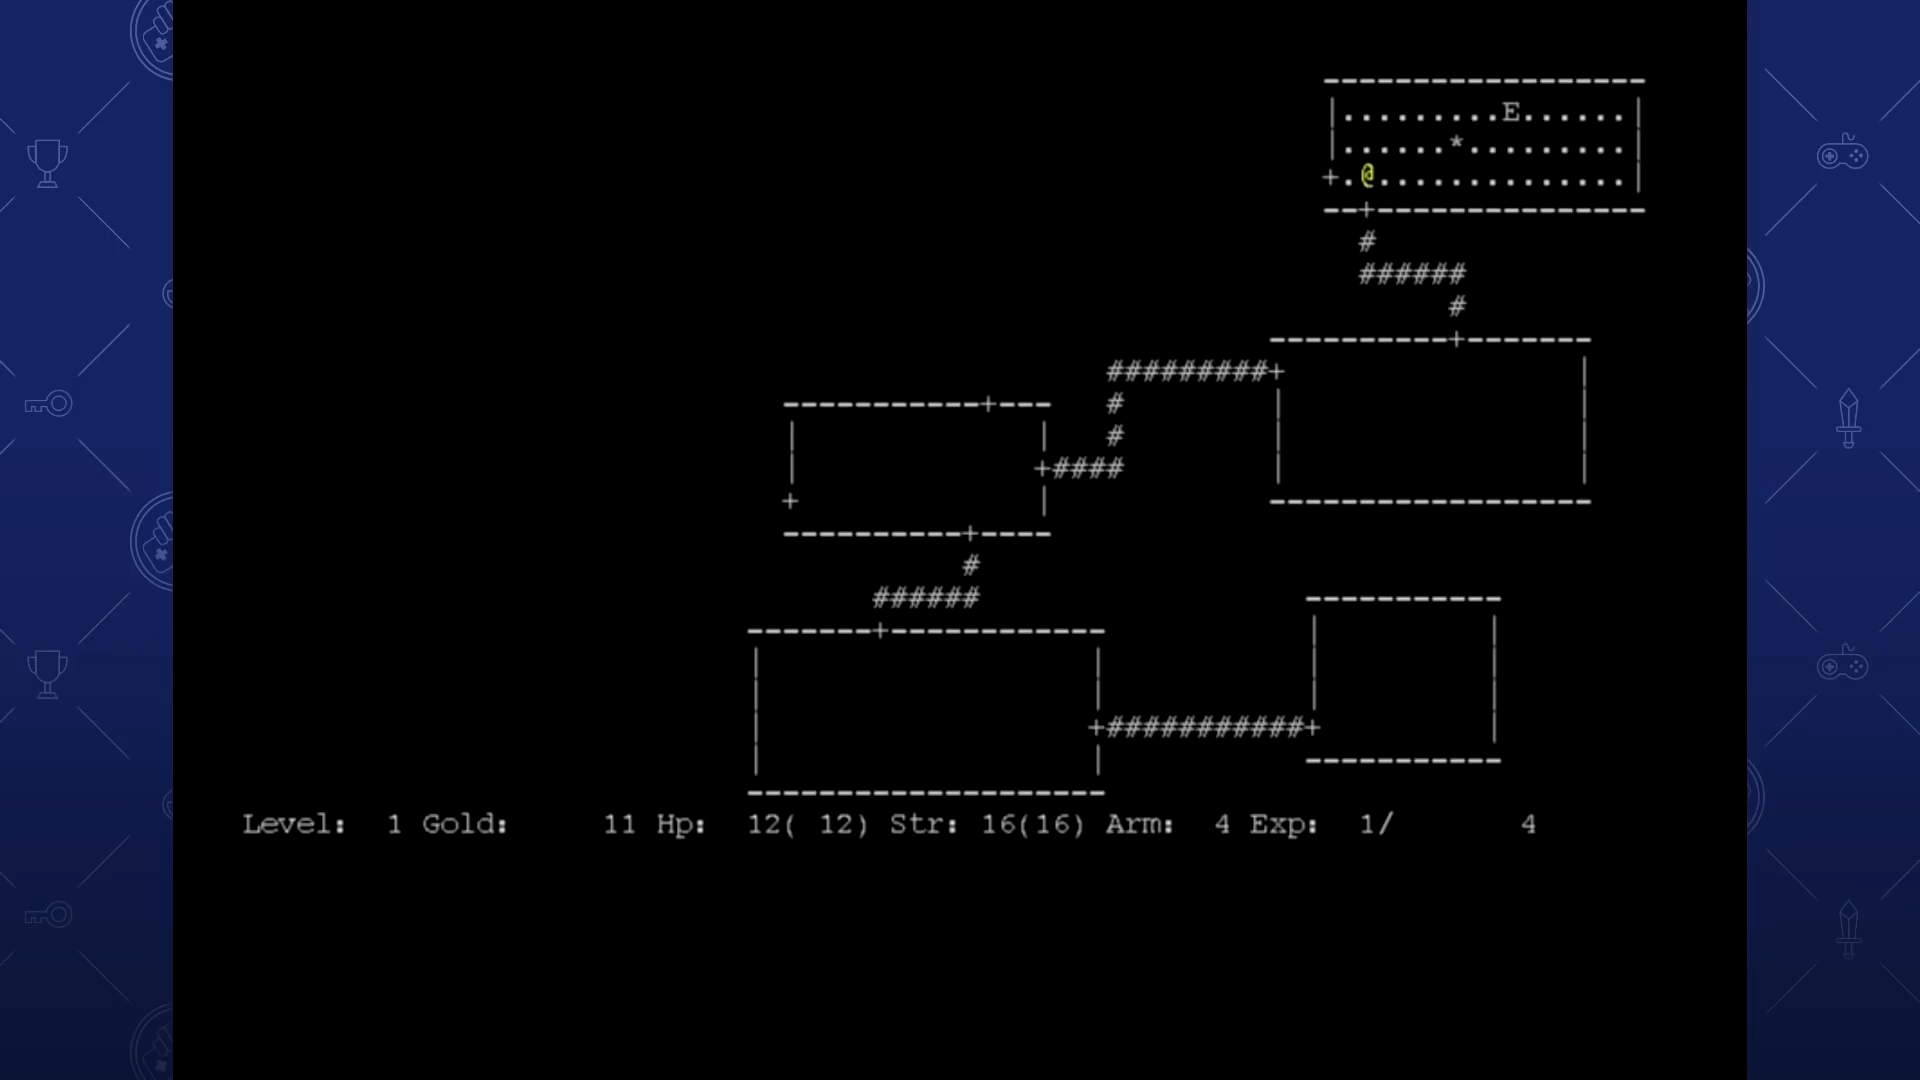 ------------------
|.........E......|
|......*.........|
+.@..............|
--+---------------
#
######
#
----------+-------
#########+ |
-----------+--- # | |
| | # | |
| +#### | |
+ | ------------------
----------+----
#
###### -----------
-------+------------ | |
| | | |
| | | |
| +###########+ |
| | -----------
--------------------
Level: 1 Gold: 11 Hp: 12( 12) Str: 16(16) Arm: 4 Exp: 1/ 4